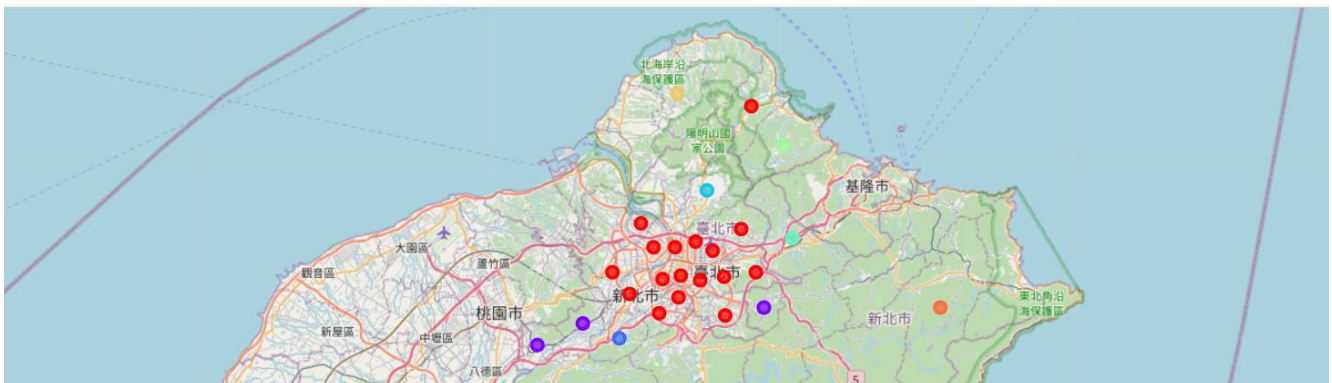 北海岸沿
海保護區
陽明山國
家公園
基隆市
臺北市
大園區
蘆竹區
觀音區
臺北市
新北市
東北角沿
海保護區
桃園市
新北市
新屋區
中壢區
八德區
5